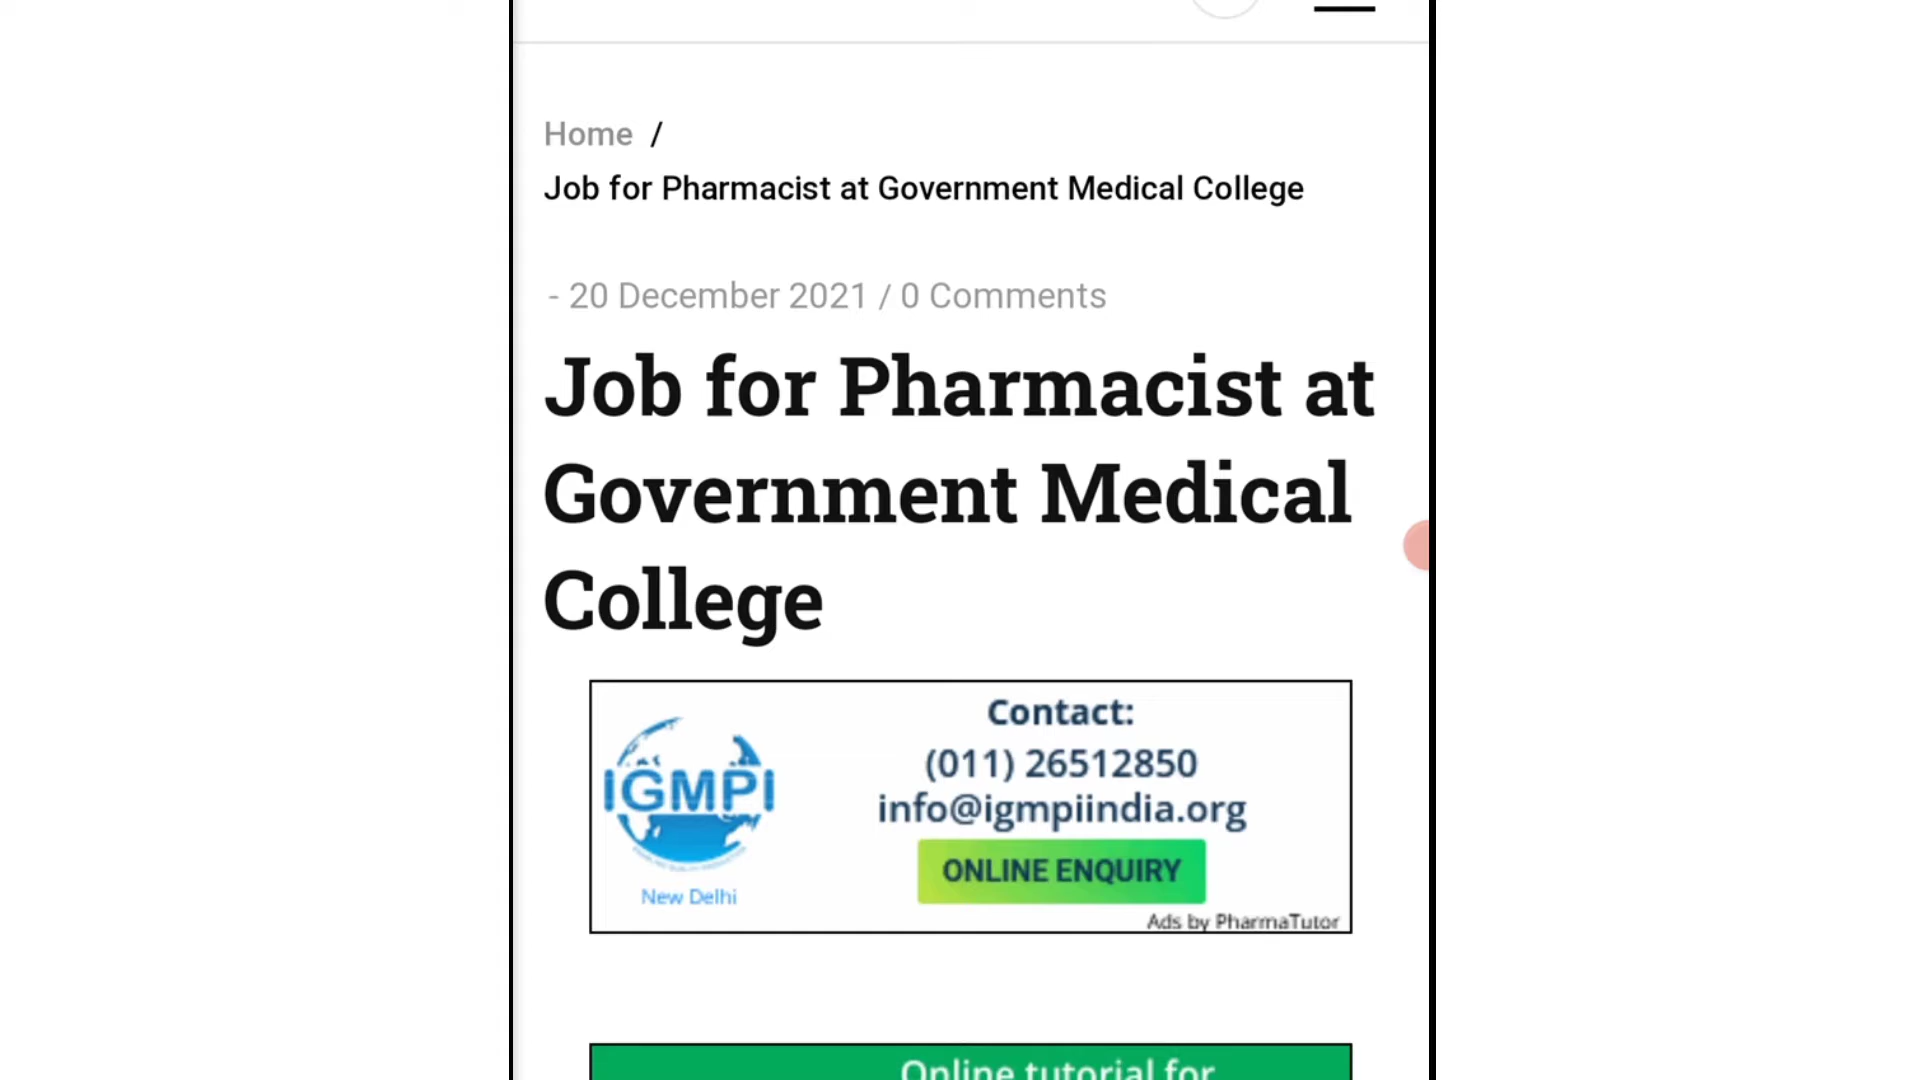 Home /
Job for Pharmacist at Government Medical College
- 20 December 2021 / 0 Comments
Job for Pharmacist at
Government Medical
College
Contact:
(011) 26512850
IGMPI
info@igmpiindia.org
ONLINE ENQUIRY
New Delhi
Ads by PharmaTutor
Online tutorial for